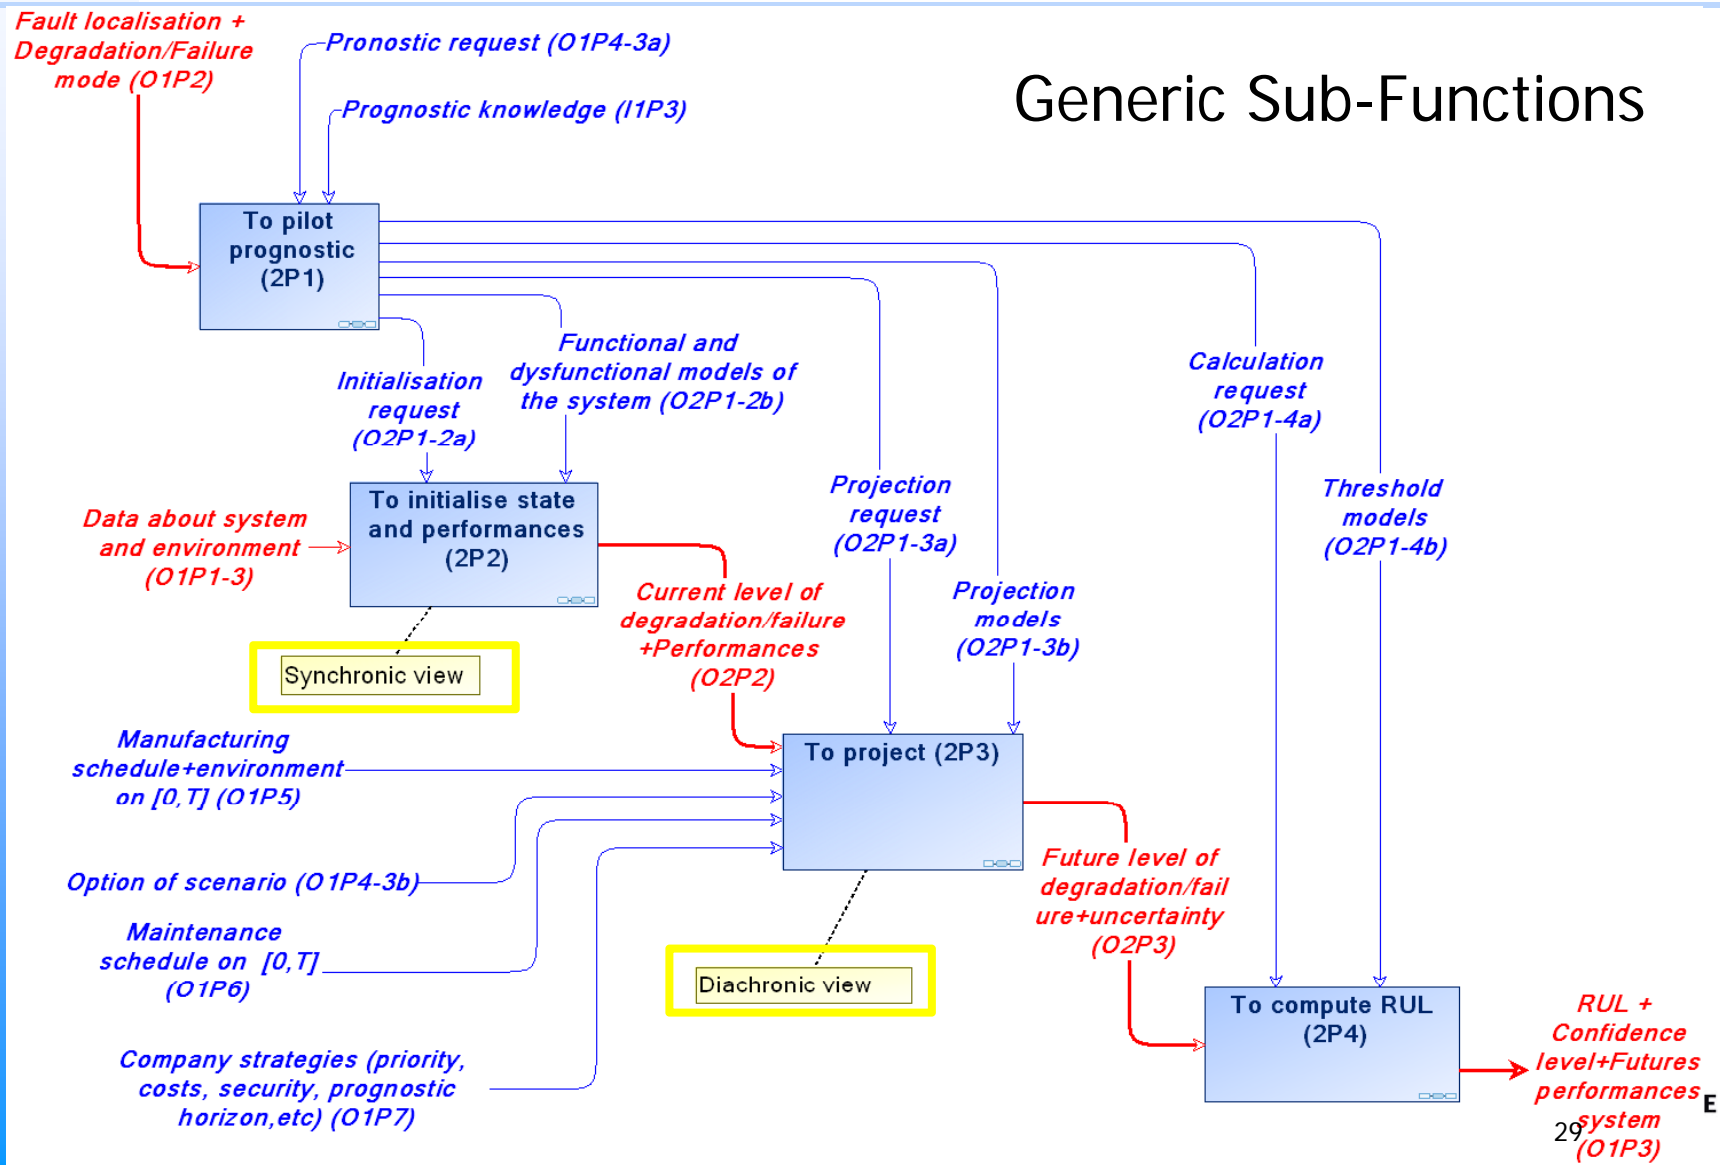 Generic Sub-Functions
Fault localisation +
Degradation/Failure
mode (O1P2)
Pronostic request (O1P4-3a)
Prognostic knowledge (I1P3)
To pilot
prognostic
(2P1)
Initialisation
request
(O2P1-2a)
Functional and
dysfunctional models of
the system (O2P1-2b)
Calculation
request
(O2P1-4a)
Threshold
models
(O2P1-4b)
Projection
request
(O2P1-3a)
Projection
models
(O2P1-3b)
Data about system
and environment
(O1P1-3)
To initialise state
and performances
(2P2)
Current level of
degradation/failure
+Performances
(O2P2)
Synchronic view
Manufacturing
schedule+environment
on [0,T] (O1P5)
Option of scenario (O1P4-3b)
Maintenance
schedule on [0,T]
(O1P6)
Company strategies (priority,
costs, security, prognostic
horizon,etc) (O1P7)
To project (2P3)
Diachronic view
Future level of
degradation/fail
ure+uncertainty
(O2P3)
To compute RUL
(2P4)
RUL +
Confidence
level+Futures
performances
system
(O1P3)
E
29